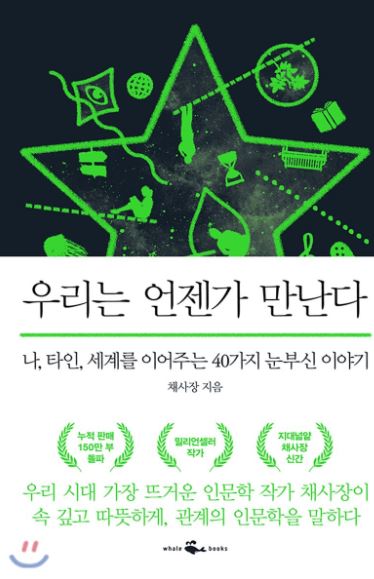 우리는 언젠가 만난다
나, 타인, 세계를 이어주는 40가지 눈부신 이야기
채사장 지음
누적 판매
150만 부
돌파
밀리언셀러
작가
지대넓얕
채사장
신간
우리 시대 가장 뜨거운 인문학 작가 채사장이
속 깊고 따뜻하게, 관계의 인문학을 말하다
whale books